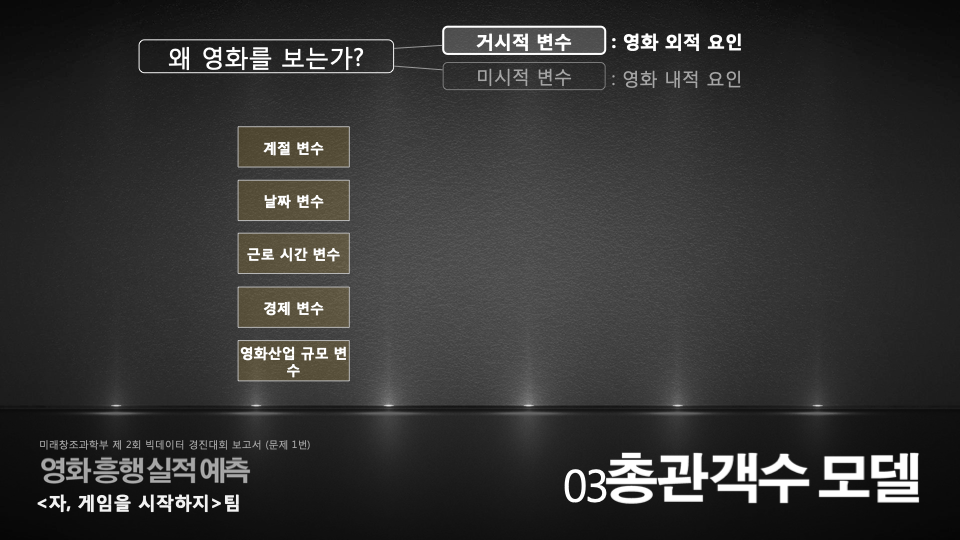 왜 영화를 보는가?
거시적 변수 : 영화 외적 요인
미시적 변수 : 영화 내적 요인
계절 변수
날짜 변수
근로 시간 변수
경제 변수
영화산업 규모 변
수
미래창조과학부 제 2회 빅데이터 경진대회 보고서 (문제 1번)
영화 흥행 실적 예측
<자, 게임을 시작하지>팀
03총관객수 모델